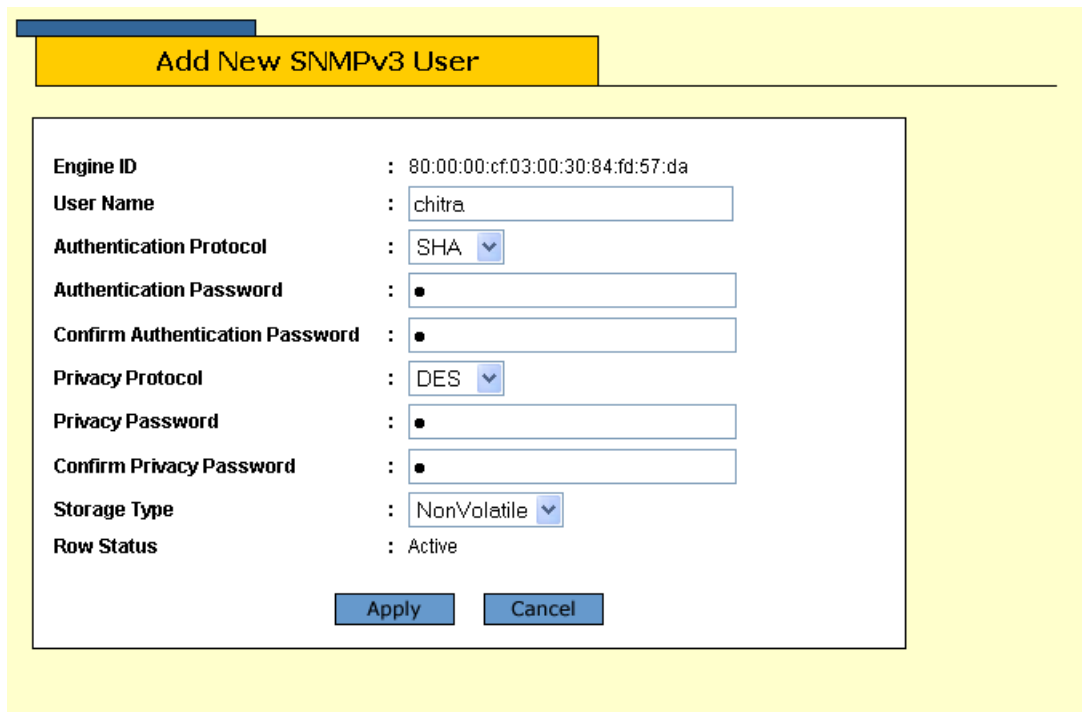 Add New SNMPv3 User
Engine ID : 80:00:00:cf:03:00:30:84:fd:57:da
User Name : chitra
Authentication Protocol : SHA
Authentication Password : •
Confirm Authentication Password : •
Privacy Protocol : DES
Privacy Password : •
Confirm Privacy Password : •
Storage Type : NonVolatile
Row Status : Active
Apply Cancel